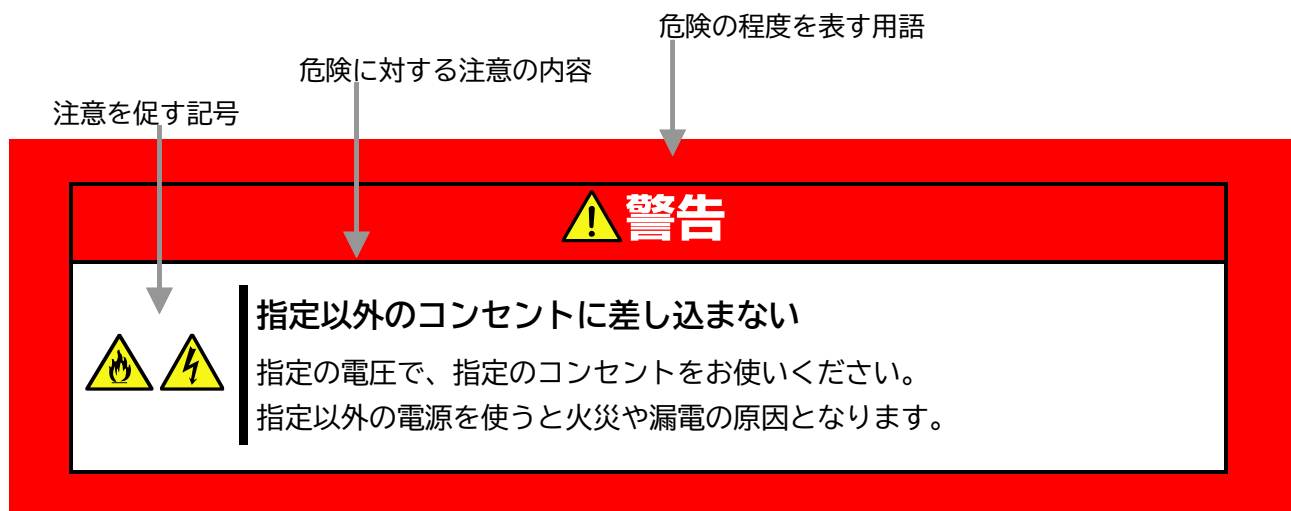 危険の程度を表す用語
危険に対する注意の内容
注意を促す記号
警告
指定以外のコンセントに差し込まない
指定の電圧で、指定のコンセントをお使いください。
指定以外の電源を使うと火災や漏電の原因となります。